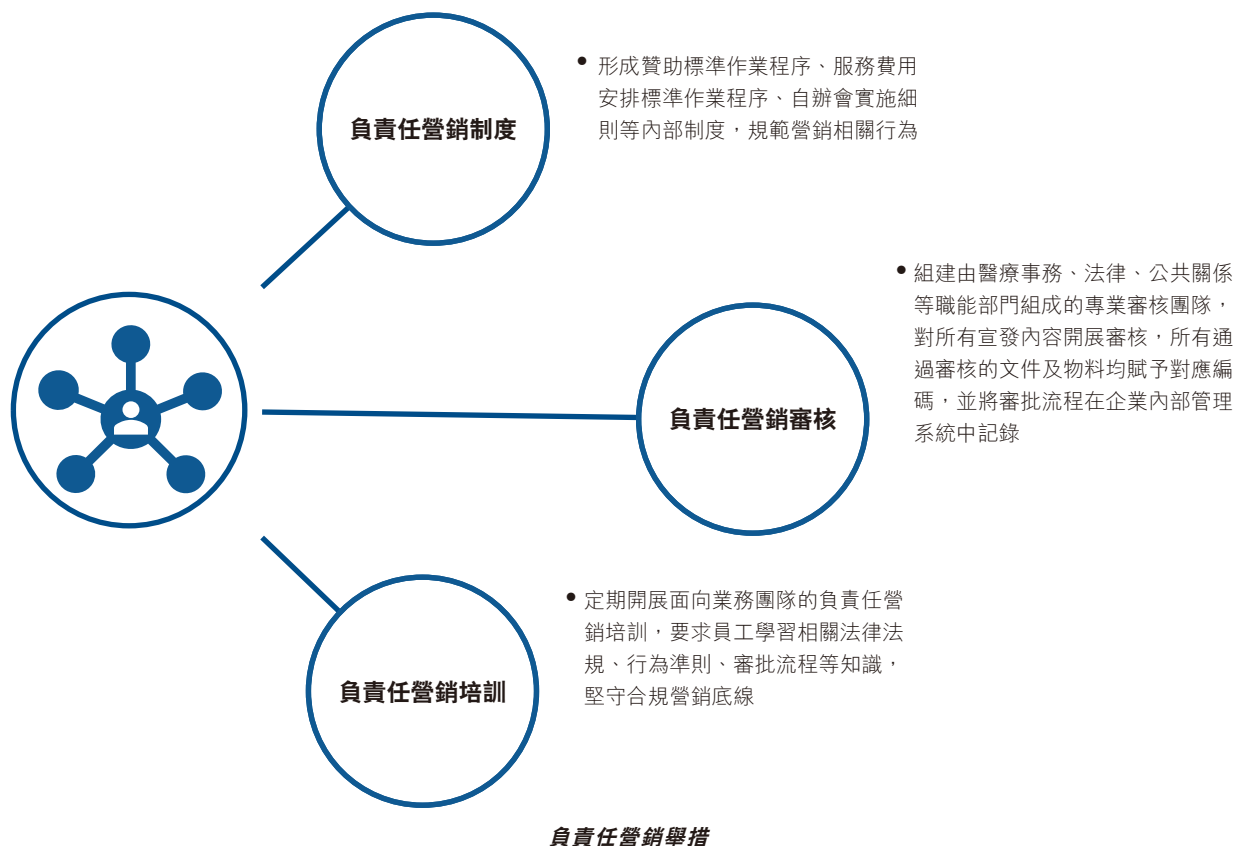 負責任營銷制度
• 形成贊助標準作業程序、服務費用
安排標準作業程序、自辦會實施細
則等內部制度，規範營銷相關行為
負責任營銷審核
• 組建由醫療事務、法律、公共關係
等職能部門組成的專業審核團隊，
對所有宣發內容開展審核，所有通
過審核的文件及物料均賦予對應編
碼，並將審批流程在企業內部管理
系統中記錄
負責任營銷培訓
• 定期開展面向業務團隊的負責任營
銷培訓，要求員工學習相關法律法
規、行為準則、審批流程等知識，
堅守合規營銷底線
負責任營銷舉措